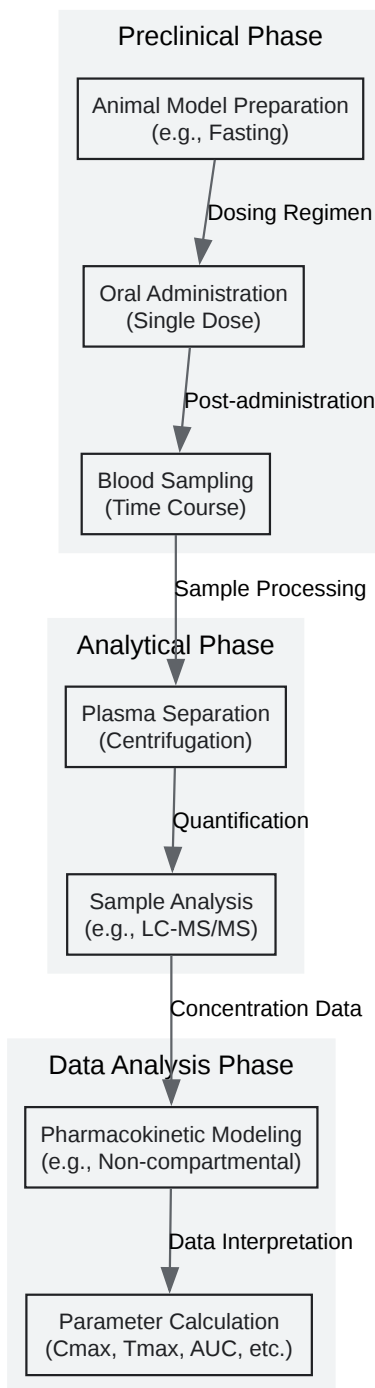 Preclinical Phase
Animal Model Preparation
(e.g., Fasting)
Dosing Regimen
Oral Administration
(Single Dose)
Post-administration
Blood Sampling
(Time Course)
Sample Processing
Analytical Phase
Plasma Separation
(Centrifugation)
Quantification
Sample Analysis
(e.g., LC-MS/MS)
Concentration Data
Data Analysis Phase
Pharmacokinetic Modeling
(e.g., Non-compartmental)
Data Interpretation
Parameter Calculation
(Cmax, Tmax, AUC, etc.)